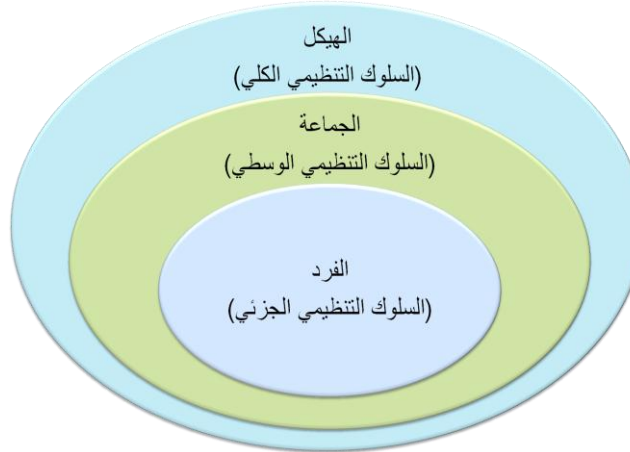 الهيكل
(السلوك التنظيمي الكلي)
الجماعة
(السلوك التنظيمي الوسطي)
الفرد
(السلوك التنظيمي الجزئي)